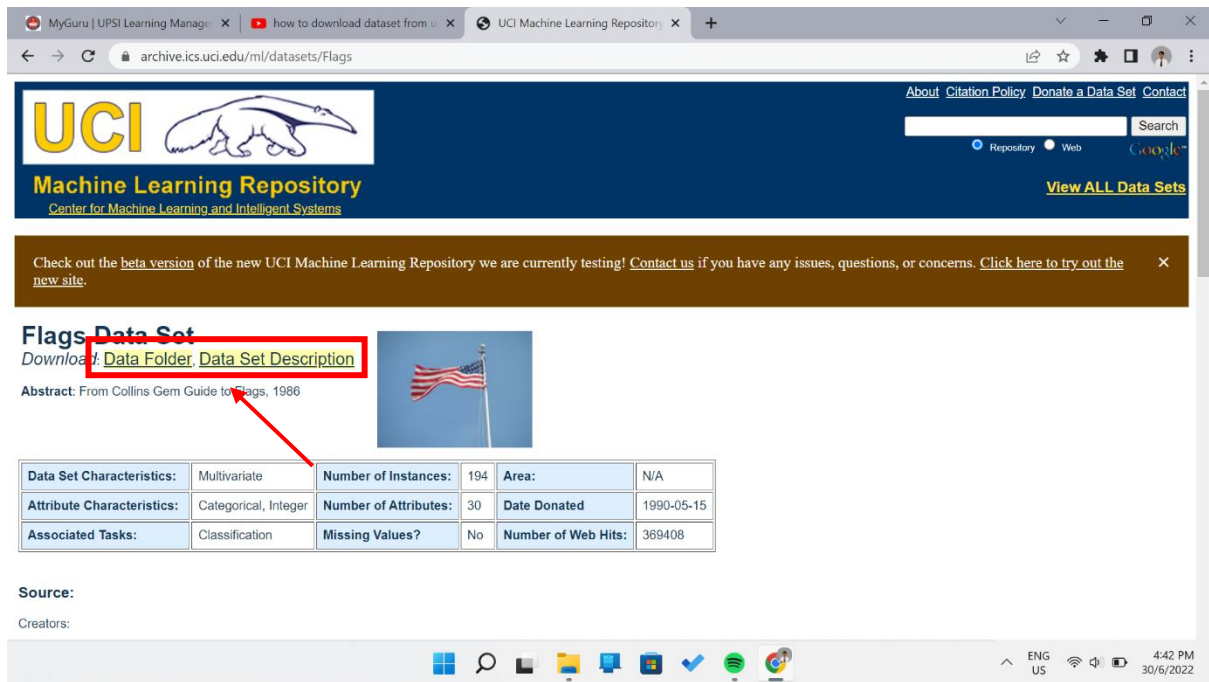 MyGuru | UPSI Learning Manage
how to download dataset from u
UCI Machine Learning Repository
archive.ics.uci.edu/ml/datasets/Flags
About Citation Policy Donate a Data Set Contact
Search
Repository Web Google
View ALL Data Sets
UCI
Machine Learning Repository
Center for Machine Learning and Intelligent Systems
Check out the beta version of the new UCI Machine Learning Repository we are currently testing! Contact us if you have any issues, questions, or concerns. Click here to try out the
new site.
Flags Data Set
Download: Data Folder, Data Set Description
Abstract: From Collins Gem Guide to Flags, 1986
Data Set Characteristics: Multivariate Number of Instances: 194 Area: N/A
Attribute Characteristics: Categorical, Integer Number of Attributes: 30 Date Donated 1990-05-15
Associated Tasks: Classification Missing Values? No Number of Web Hits: 369408
Source:
Creators:
ENG
US
4:42 PM
30/6/2022